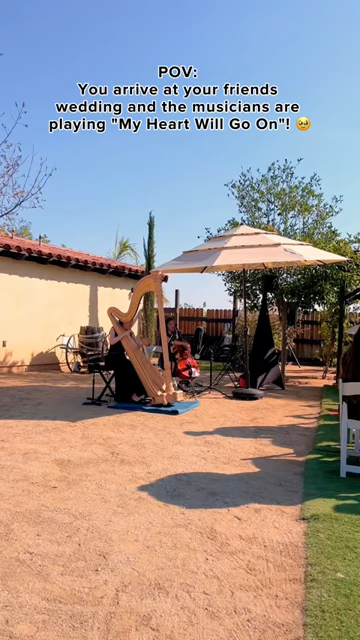 POV:
You arrive at your friends
wedding and the musicians are
playing "My Heart Will Go On"! 🥹